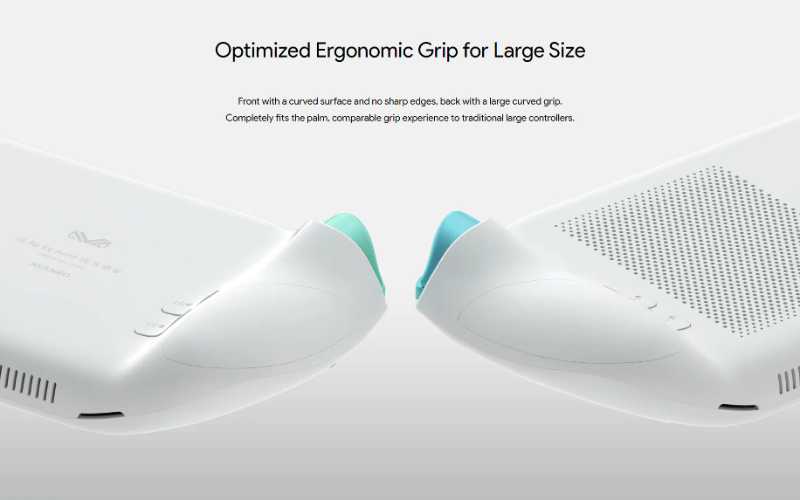 Optimized Ergonomic Grip for Large Size
Front with a curved surface and no sharp edges, back with a large curved grip.
Completely fits the palm, comparable grip experience to traditional large controllers.